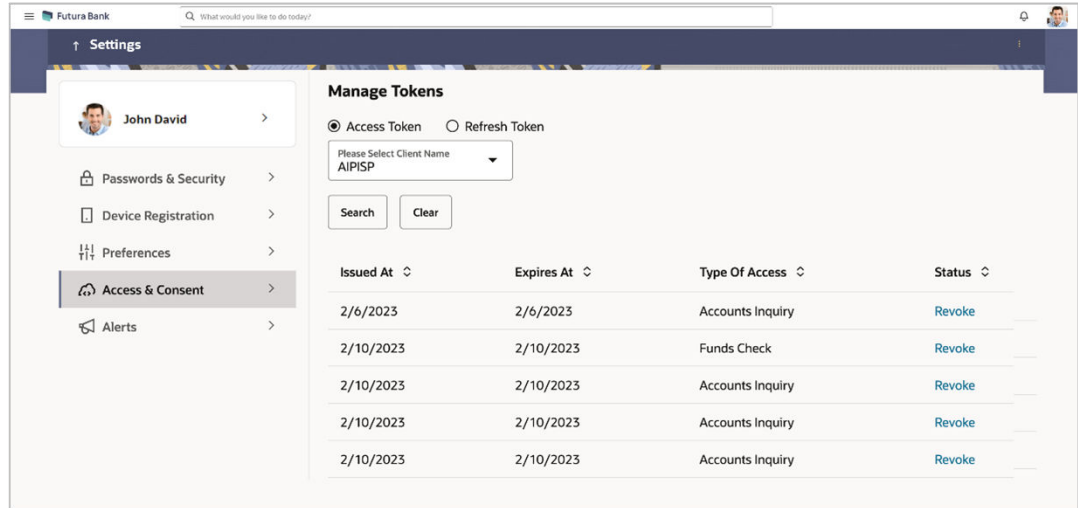 Futura Bank
What would you like to do today?
↑ Settings
John David
Passwords & Security
Device Registration
Preferences
Access & Consent
Alerts
Manage Tokens
Access Token Refresh Token
Please Select Client Name
AIPISP
Search Clear
Issued At Expires At Type Of Access Status
2/6/2023 2/6/2023 Accounts Inquiry Revoke
2/10/2023 2/10/2023 Funds Check Revoke
2/10/2023 2/10/2023 Accounts Inquiry Revoke
2/10/2023 2/10/2023 Accounts Inquiry Revoke
2/10/2023 2/10/2023 Accounts Inquiry Revoke